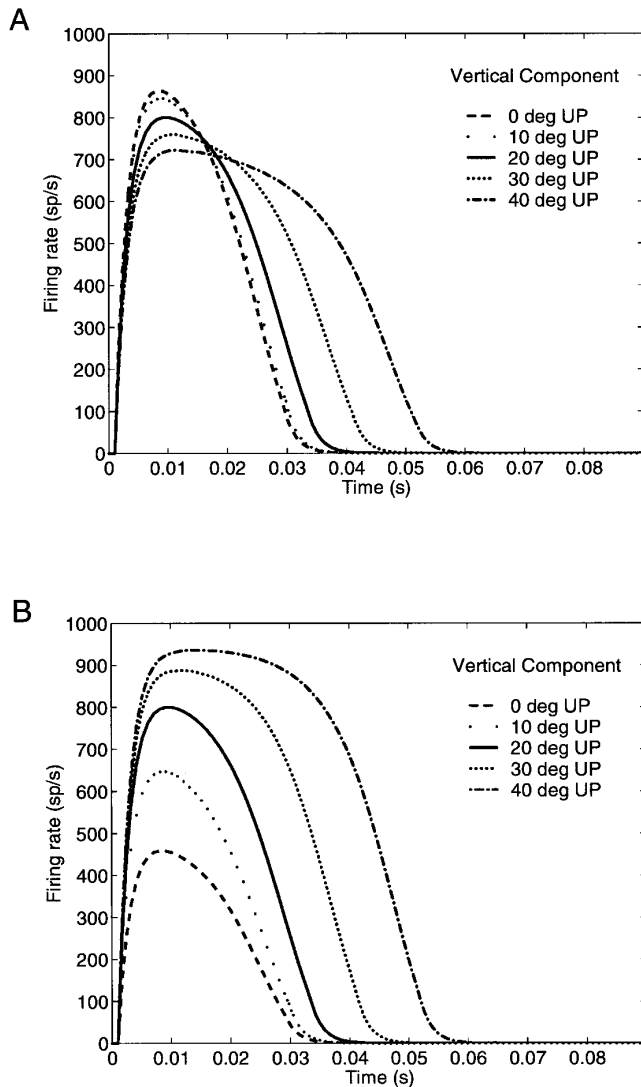 A
1000
900
800
700
600
500
400
300
200
100
0
Firing rate (sp/s)
Vertical Component
0 deg UP
10 deg UP
20 deg UP
30 deg UP
40 deg UP
0 0.01 0.02 0.03 0.04 0.05 0.06 0.07 0.08
Time (s)
B
1000
900
800
700
600
500
400
300
200
100
0
Firing rate (sp/s)
Vertical Component
0 deg UP
10 deg UP
20 deg UP
30 deg UP
40 deg UP
0 0.01 0.02 0.03 0.04 0.05 0.06 0.07 0.08
Time (s)